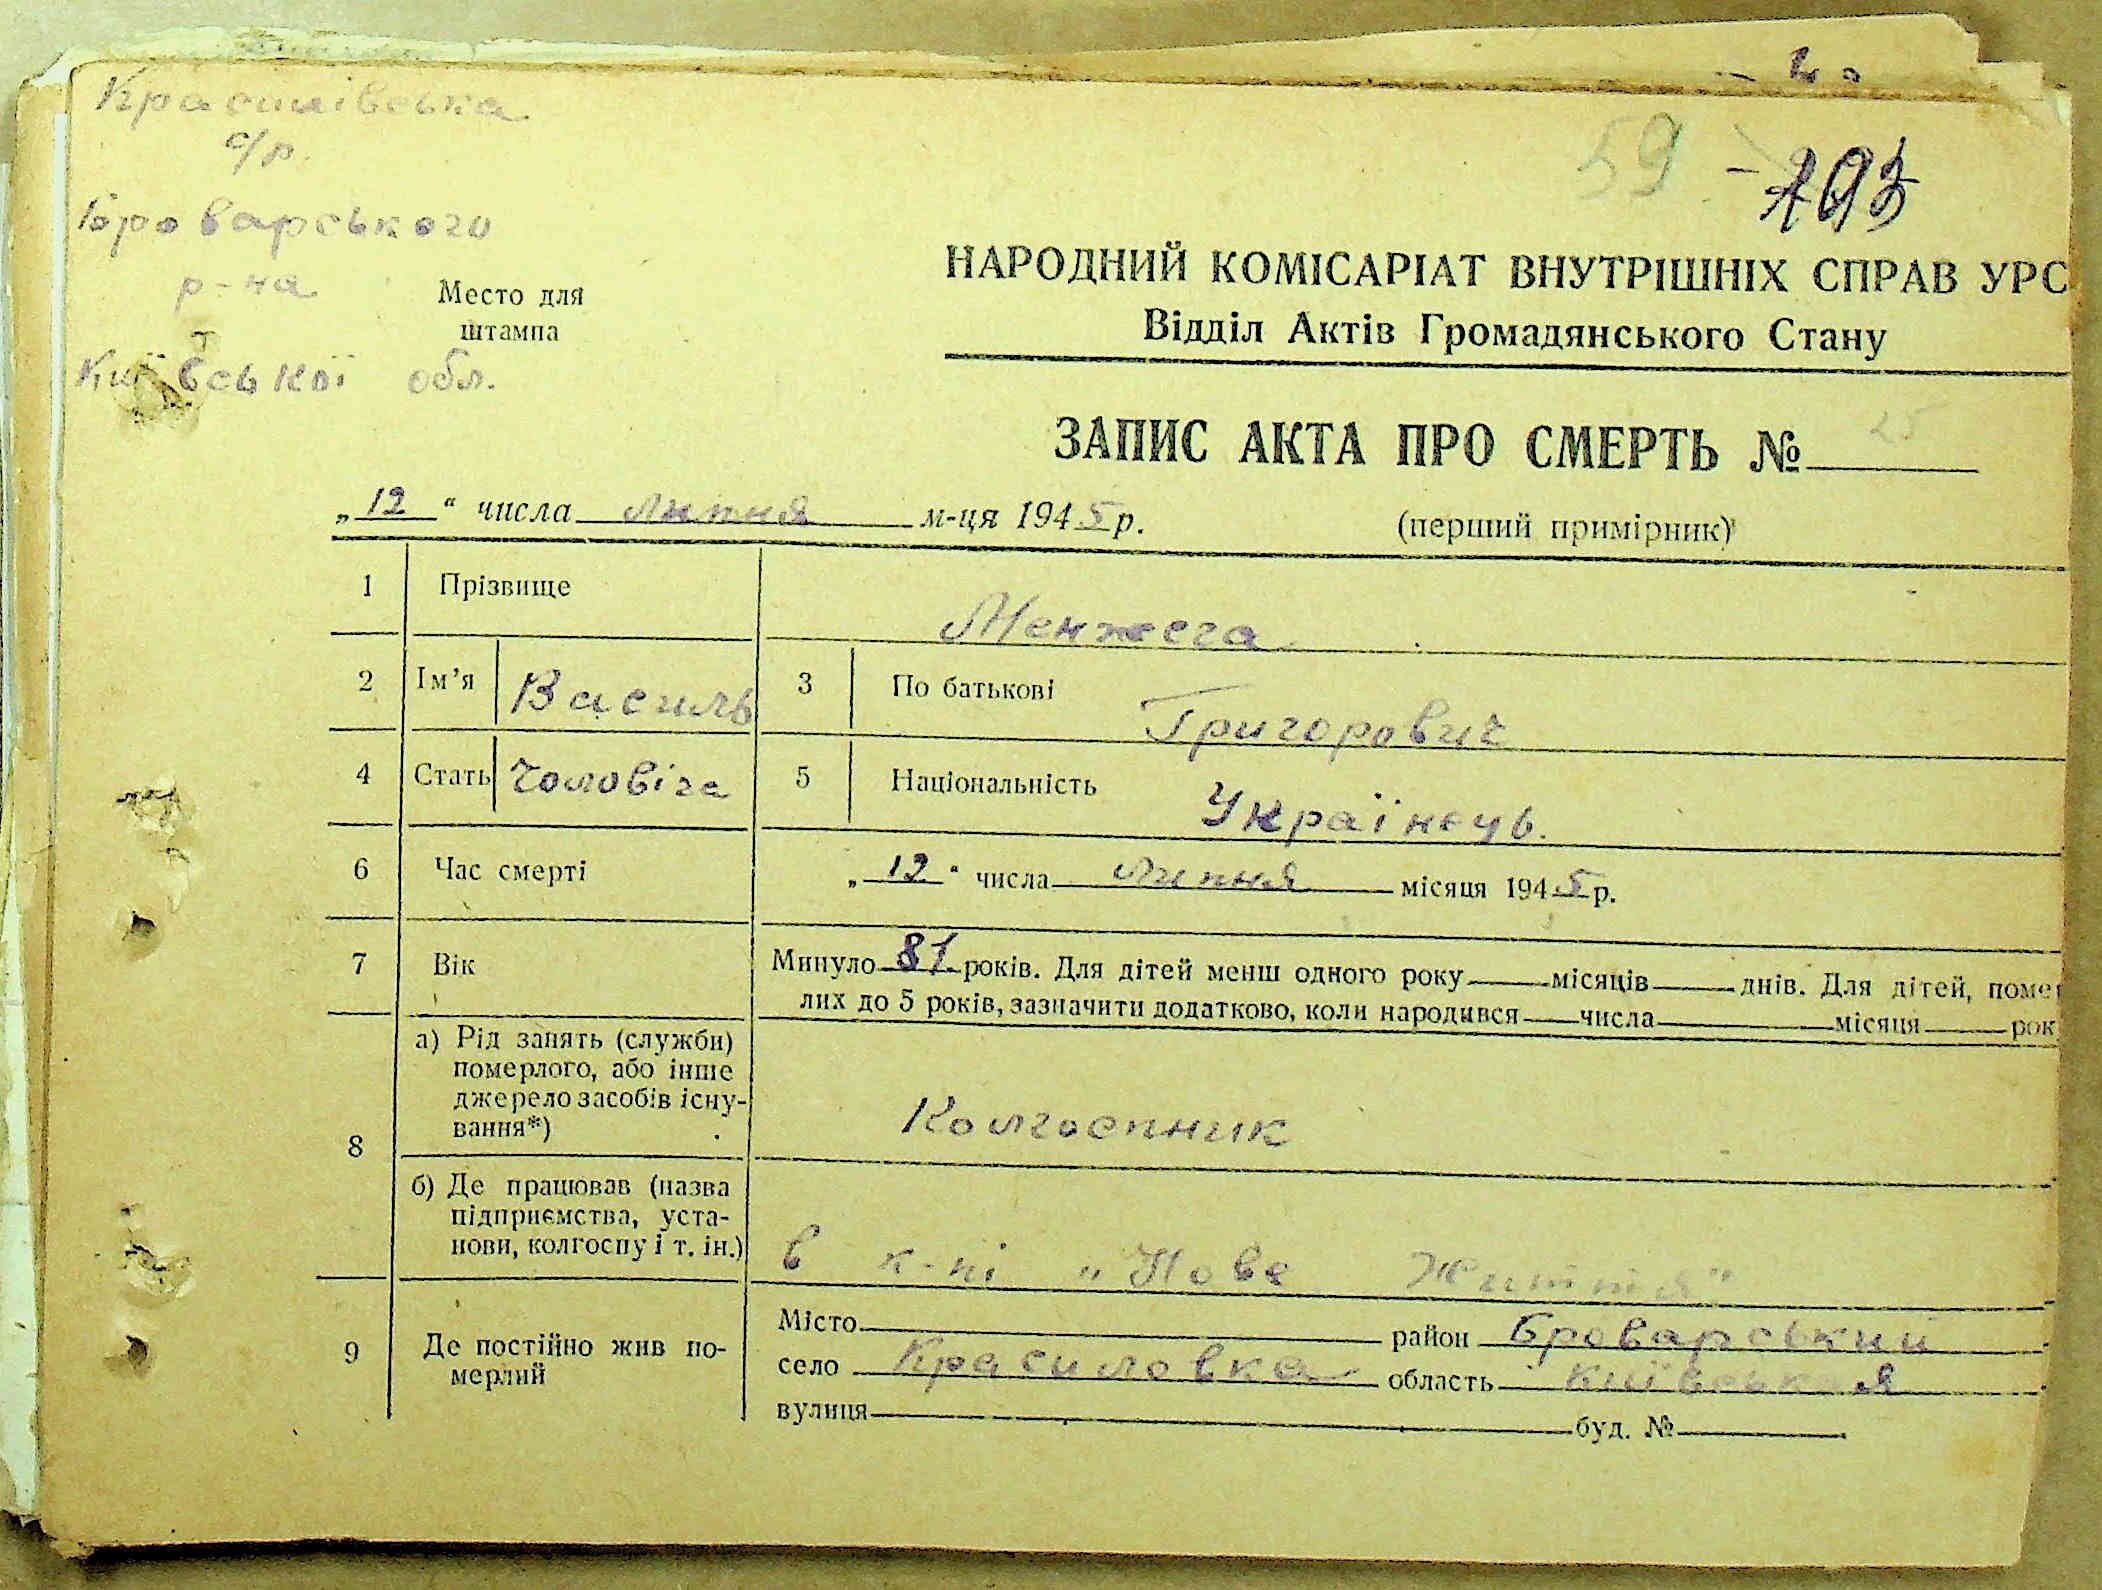 Красилівська
с/р.
Броварського
р-на
Київської обл.
Место для
штампа
59 -
НАРОДНИЙ КОМІСАРІАТ ВНУТРІШНІХ СПРАВ УРС
Відділ Актів Громадянського Стану
ЗАПИС АКТА ПРО СМЕРТЬ № 25
„12“ числа липня м-ця 1945 р.
(перший примірник)
1 Прізвище Менжега
2 Ім’я Василь 3 По батькові Григорович
4 Стать Чоловіча 5 Національність Українець.
6 Час смерті „12“ числа липня місяця 1945 р.
7 Вік Минуло 81 років. Для дітей менш одного року місяців днів. Для дітей, поме
лих до 5 років, зазначити додатково, коли народився числа місяця рок
8 а) Рід занять (служби)
померлого, або інше
джерело засобів існу-
вання*)
Колгоспник
б) Де працював (назва
підприємства, уста-
нови, колгоспу і т. ін.)
в к-пі „Нове Життя"
9 Де постійно жив по-
мерлий
Місто район Броварський
село Красиловка область Київська
вулиця буд. №